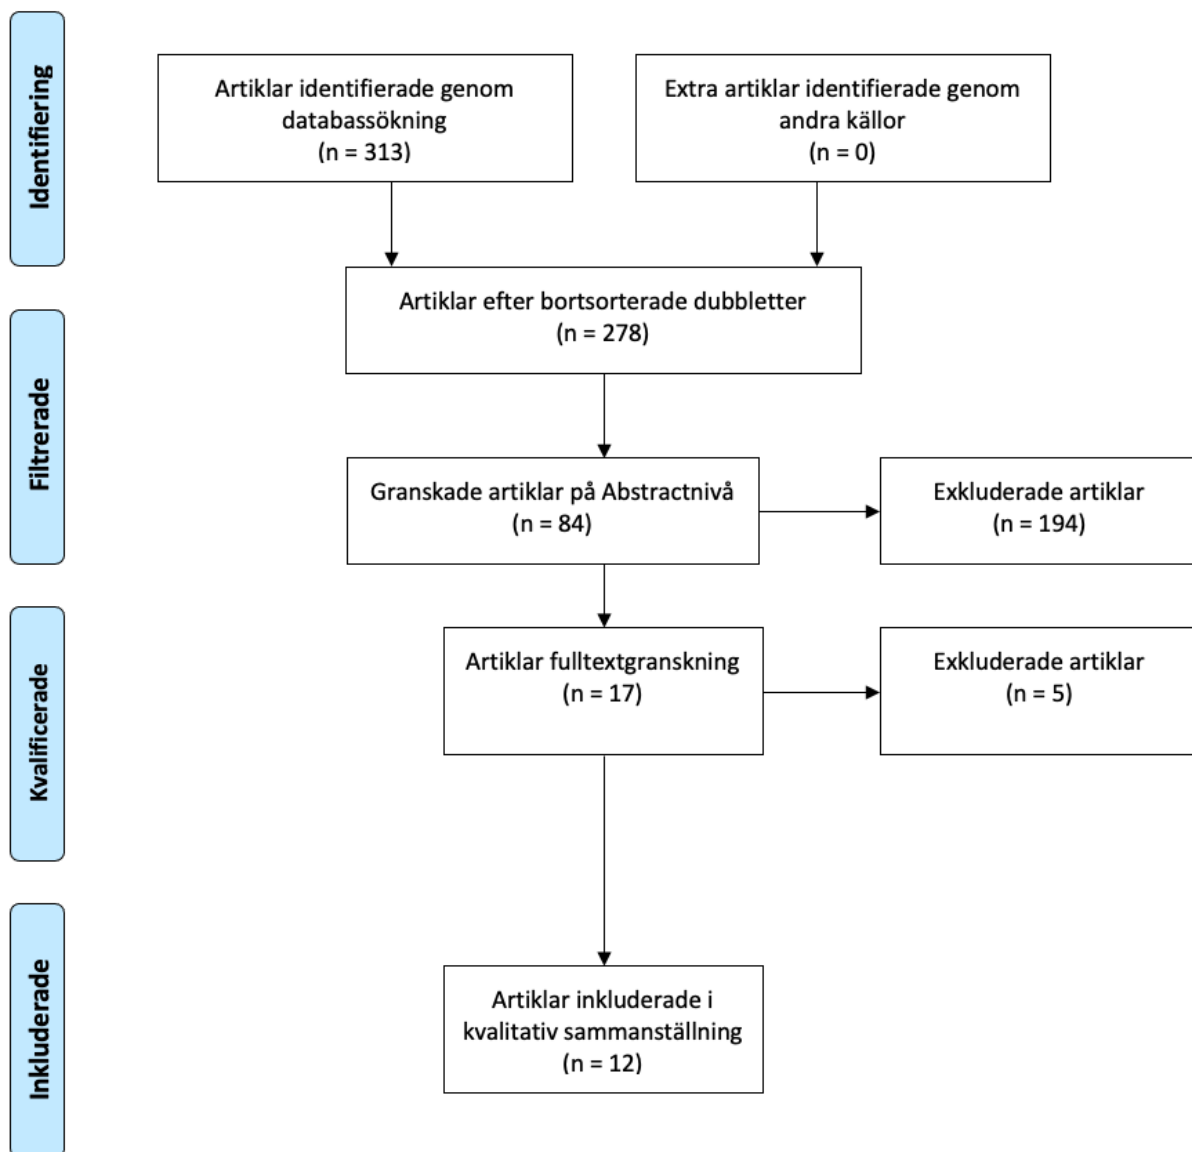 Identifiering
Artiklar identifierade genom
databassökning
(n = 313)
Extra artiklar identifierade genom
andra källor
(n = 0)
Artiklar efter bortsorterade dubbletter
(n = 278)
Filtrerade
Granskade artiklar på Abstractnivå
(n = 84)
Exkluderade artiklar
(n = 194)
Kvalificerade
Artiklar fulltextgranskning
(n = 17)
Exkluderade artiklar
(n = 5)
Inkluderade
Artiklar inkluderade i
kvalitativ sammanställning
(n = 12)